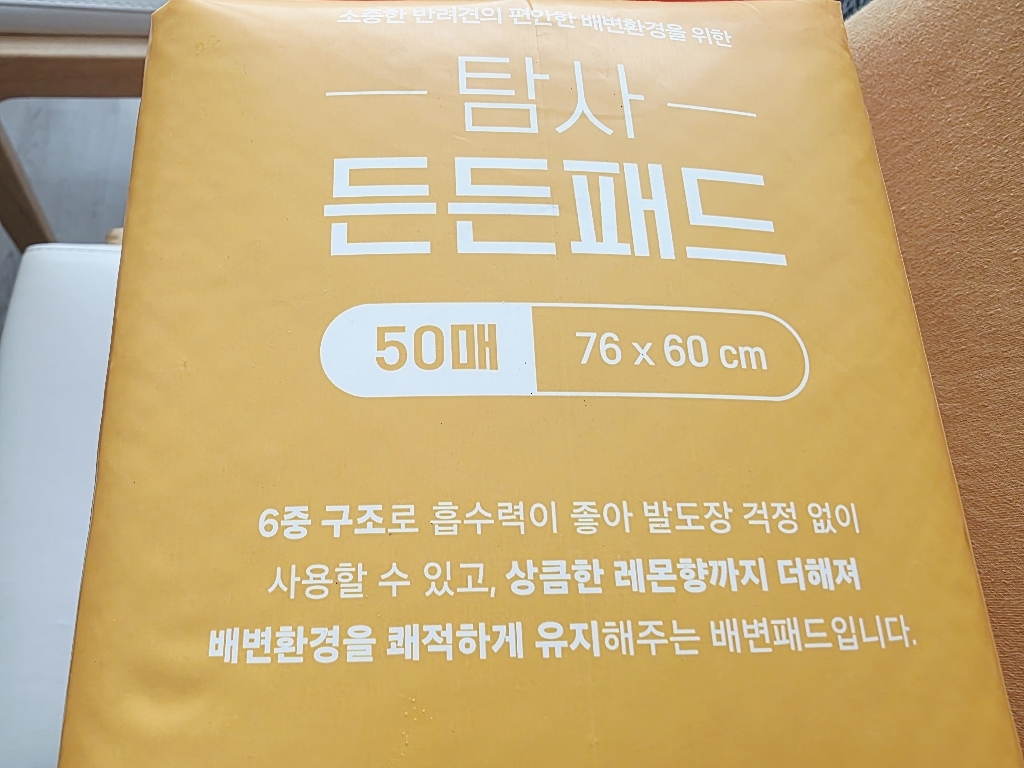 소중한 반려견의 편안한 배변환경을 위한
탐사
든든패드
50매 76 x 60 cm
6중 구조로 흡수력이 좋아 발도장 걱정 없이
사용할 수 있고, 상큼한 레몬향까지 더해져
배변환경을 쾌적하게 유지해주는 배변패드입니다.